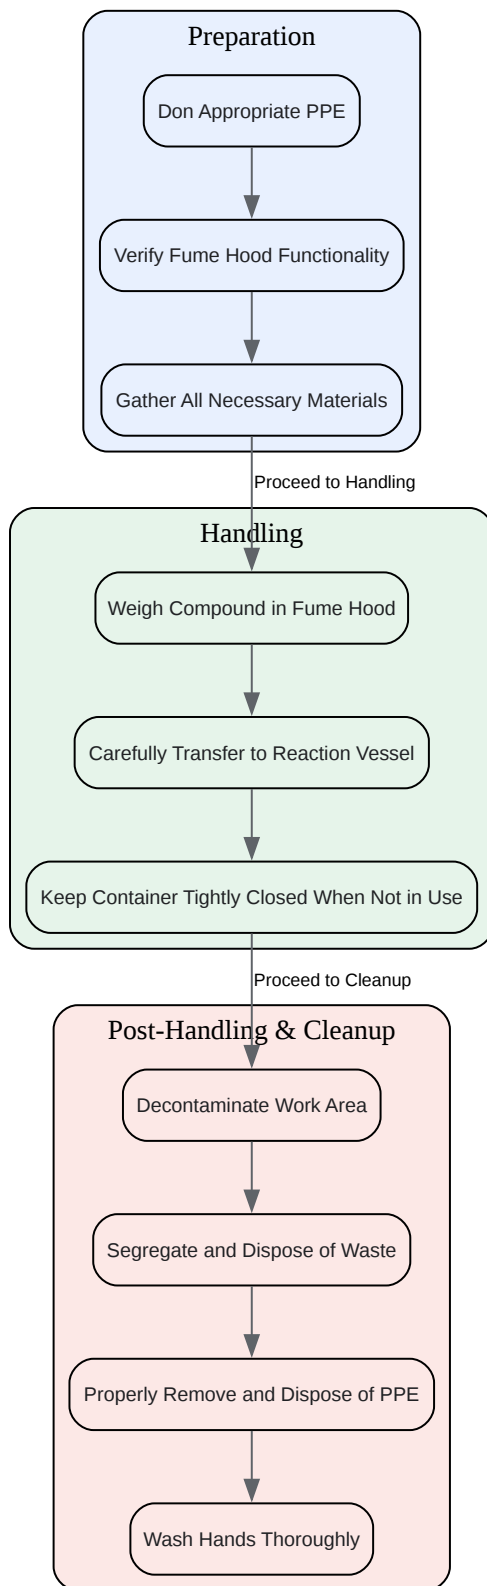 Preparation
Don Appropriate PPE
Verify Fume Hood Functionality
Gather All Necessary Materials
Proceed to Handling
Handling
Weigh Compound in Fume Hood
Carefully Transfer to Reaction Vessel
Keep Container Tightly Closed When Not in Use
Proceed to Cleanup
Post-Handling & Cleanup
Decontaminate Work Area
Segregate and Dispose of Waste
Properly Remove and Dispose of PPE
Wash Hands Thoroughly